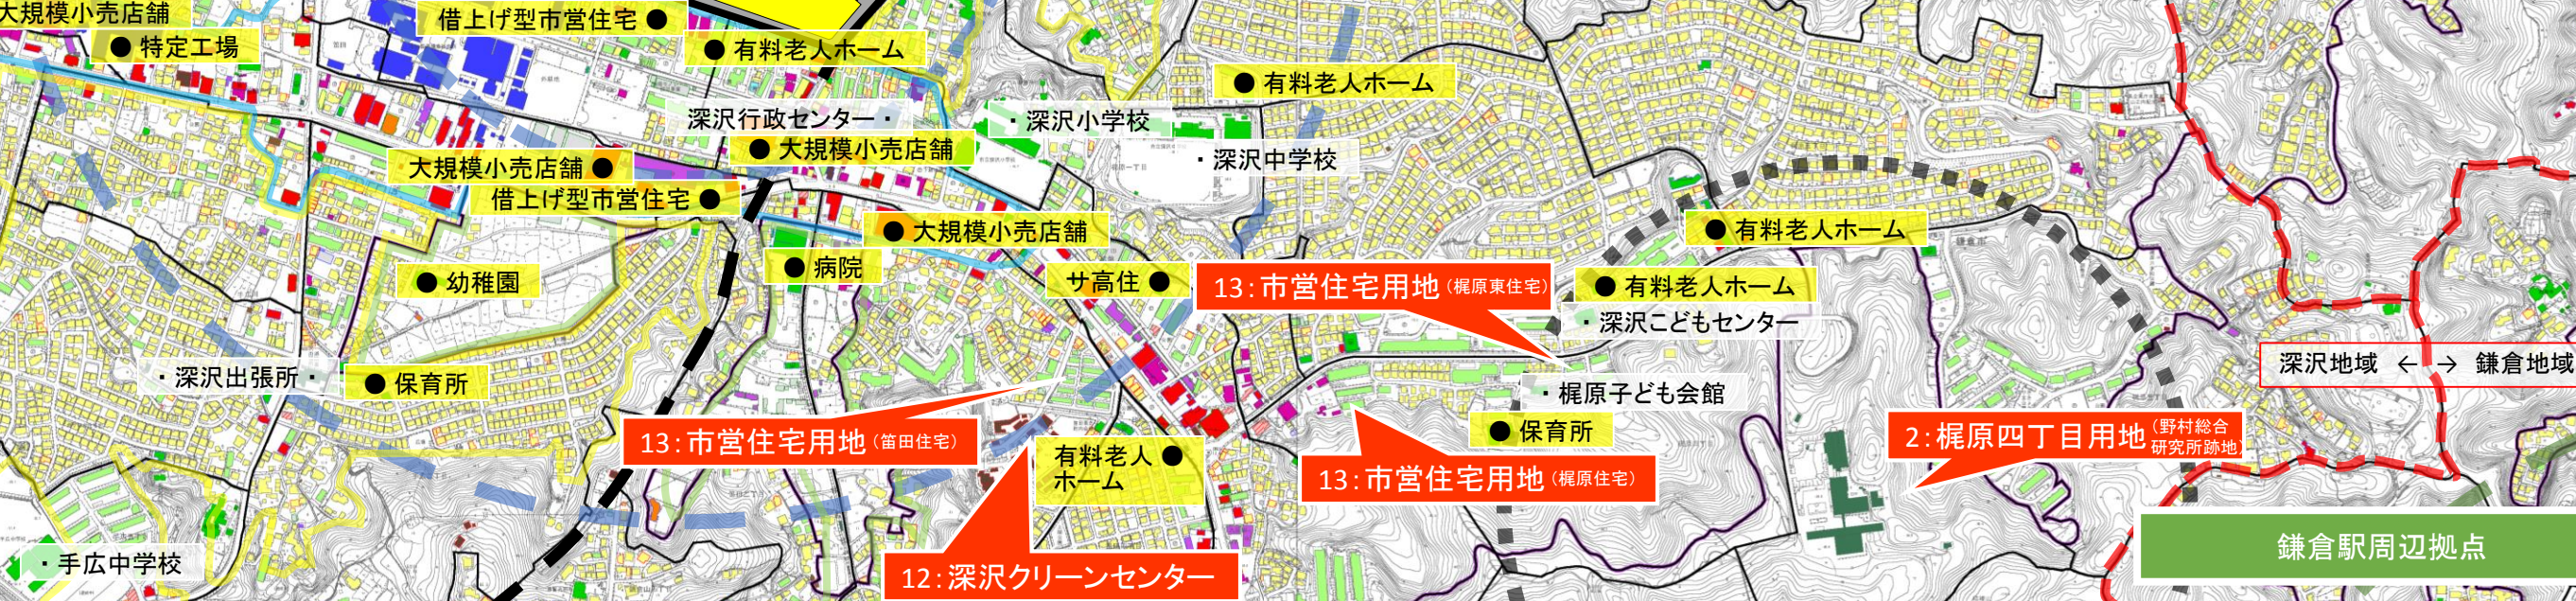 大規模小売店舗
● 特定工場
借上げ型市営住宅 ●
● 有料老人ホーム
● 有料老人ホーム
深沢行政センター・
・深沢小学校
● 大規模小売店舗
・深沢中学校
大規模小売店舗 ●
借上げ型市営住宅 ●
● 大規模小売店舗
● 有料老人ホーム
● 病院
● 幼稚園
サ高住 ●
13:市営住宅用地(梶原東住宅)
● 有料老人ホーム
・深沢こどもセンター
深沢地域 ← → 鎌倉地域
・深沢出張所・
● 保育所
・梶原子ども会館
● 保育所
13:市営住宅用地(笛田住宅)
2:梶原四丁目用地(野村総合
研究所跡地)
有料老人 ●
ホーム
13:市営住宅用地(梶原住宅)
鎌倉駅周辺拠点
・手広中学校
12:深沢クリーンセンター
鎌倉市